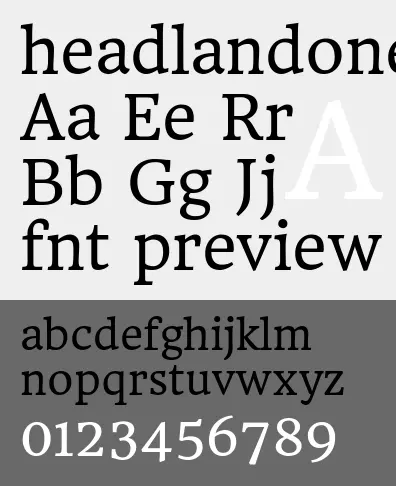 headlandone
Aa Ee Rr
Bb Gg Jj
A
fnt preview
abcdefghijklm
nopqrstuvwxyz
0123456789